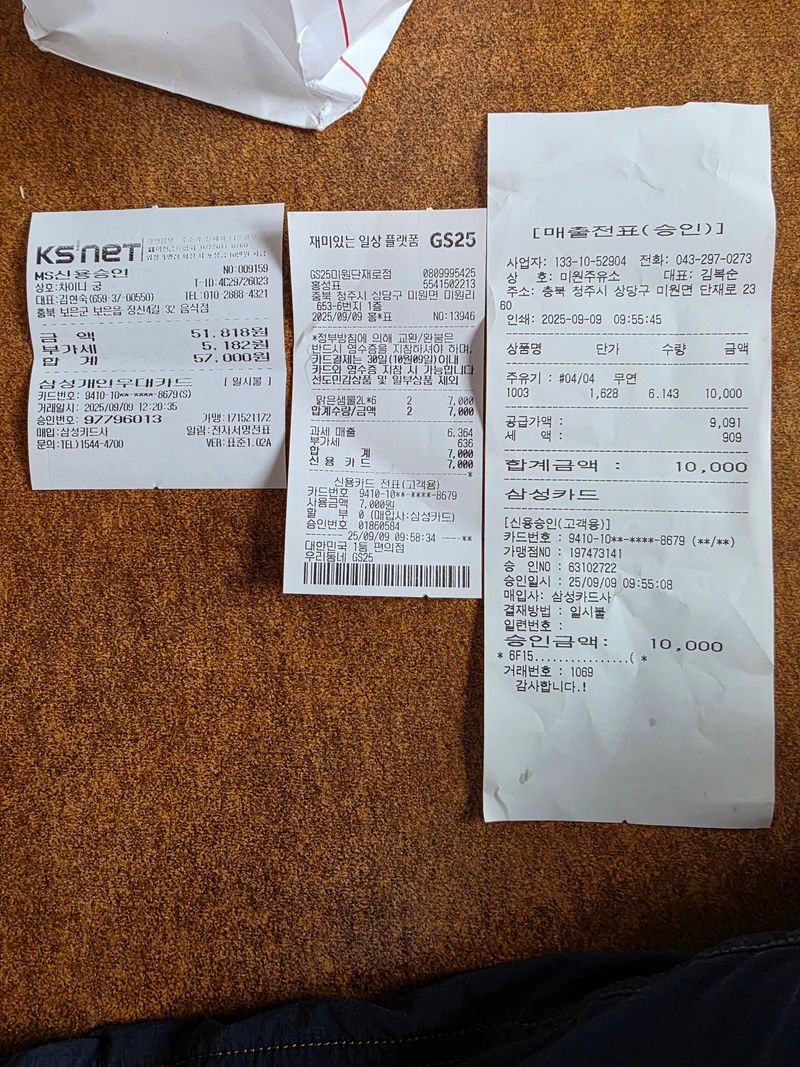 KS'NET
MS신용승인 NO:009159
상호:차이나 궁 T-ID:4C29/26023
대표:김현숙(659-37-00550) TEL:010-2668-4321
충북 보은군 보은읍 장신4길 32 음식점
금 액 51,818원
부가세 5,182원
합 계 57,000원
삼성개인우대카드 [ 일시불 ]
카드번호: 9410-10**-****-8679(S)
거래일시: 2025/09/09 12:20:35
승인번호: 97796013 가맹:171521172
매입:삼성카드사 알림:전자서명전표
문의:TEL)1544-4700 VER:표준1.02A
재미있는 일상 플랫폼 GS25
GS25미원단재로점 0809995425
홍성표 5541502213
충북 청주시 상당구 미원면 미원리
653-6번지 1층
2025/09/09 홍*표 NO:13946
*정부방침에 의해 교환/환불은
반드시 영수증을 지참하셔야 하며,
카드결제는 30일(10월09일)이내
카드와 영수증 지참 시 가능합니다
선도민감상품 및 일부상품 제외
맑은샘물2L*6 2 7,000
합계수량/금액 2 7,000
과세 매출 6,364
부가세 636
합 계 7,000
신 용 카 드 7,000
신용카드 전표(고객용)
카드번호 9410-10**-****-8679
사용금액 7,000원
할 부 0 (매입사:삼성카드)
승인번호 01860584
25/09/09 09:58:34
대한민국 1등 편의점
우리동네 GS25
[매출전표(승인)]
사업자: 133-10-52904 전화: 043-297-0273
상 호: 미원주유소 대표: 김복순
주소: 충북 청주시 상당구 미원면 단재로 23
60
인쇄: 2025-09-09 09:55:45
상품명 단가 수량 금액
주유기 : #04/04 무연
1003 1,628 6.143 10,000
공급가액 : 9,091
세 액 : 909
합계금액 : 10,000
삼성카드
[신용승인(고객용)]
카드번호 : 9410-10**-****-8679 (**/**)
가맹점NO : 197473141
승 인NO : 63102722
승인일시 : 25/09/09 09:55:08
매입사: 삼성카드사
결재방법 : 일시불
일련번호 :
승인금액: 10,000
* 6F15................( *
거래번호 : 1069
감사합니다.!